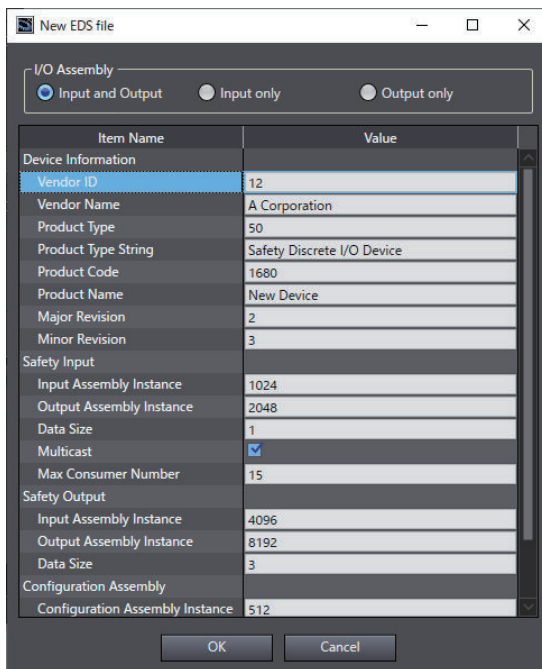 New EDS file
I/O Assembly
Input and Output Input only Output only
Item Name Value
Device Information
Vendor ID 12
Vendor Name A Corporation
Product Type 50
Product Type String Safety Discrete I/O Device
Product Code 1680
Product Name New Device
Major Revision 2
Minor Revision 3
Safety Input
Input Assembly Instance 1024
Output Assembly Instance 2048
Data Size 1
Multicast
Max Consumer Number 15
Safety Output
Input Assembly Instance 4096
Output Assembly Instance 8192
Data Size 3
Configuration Assembly
Configuration Assembly Instance 512
OK Cancel